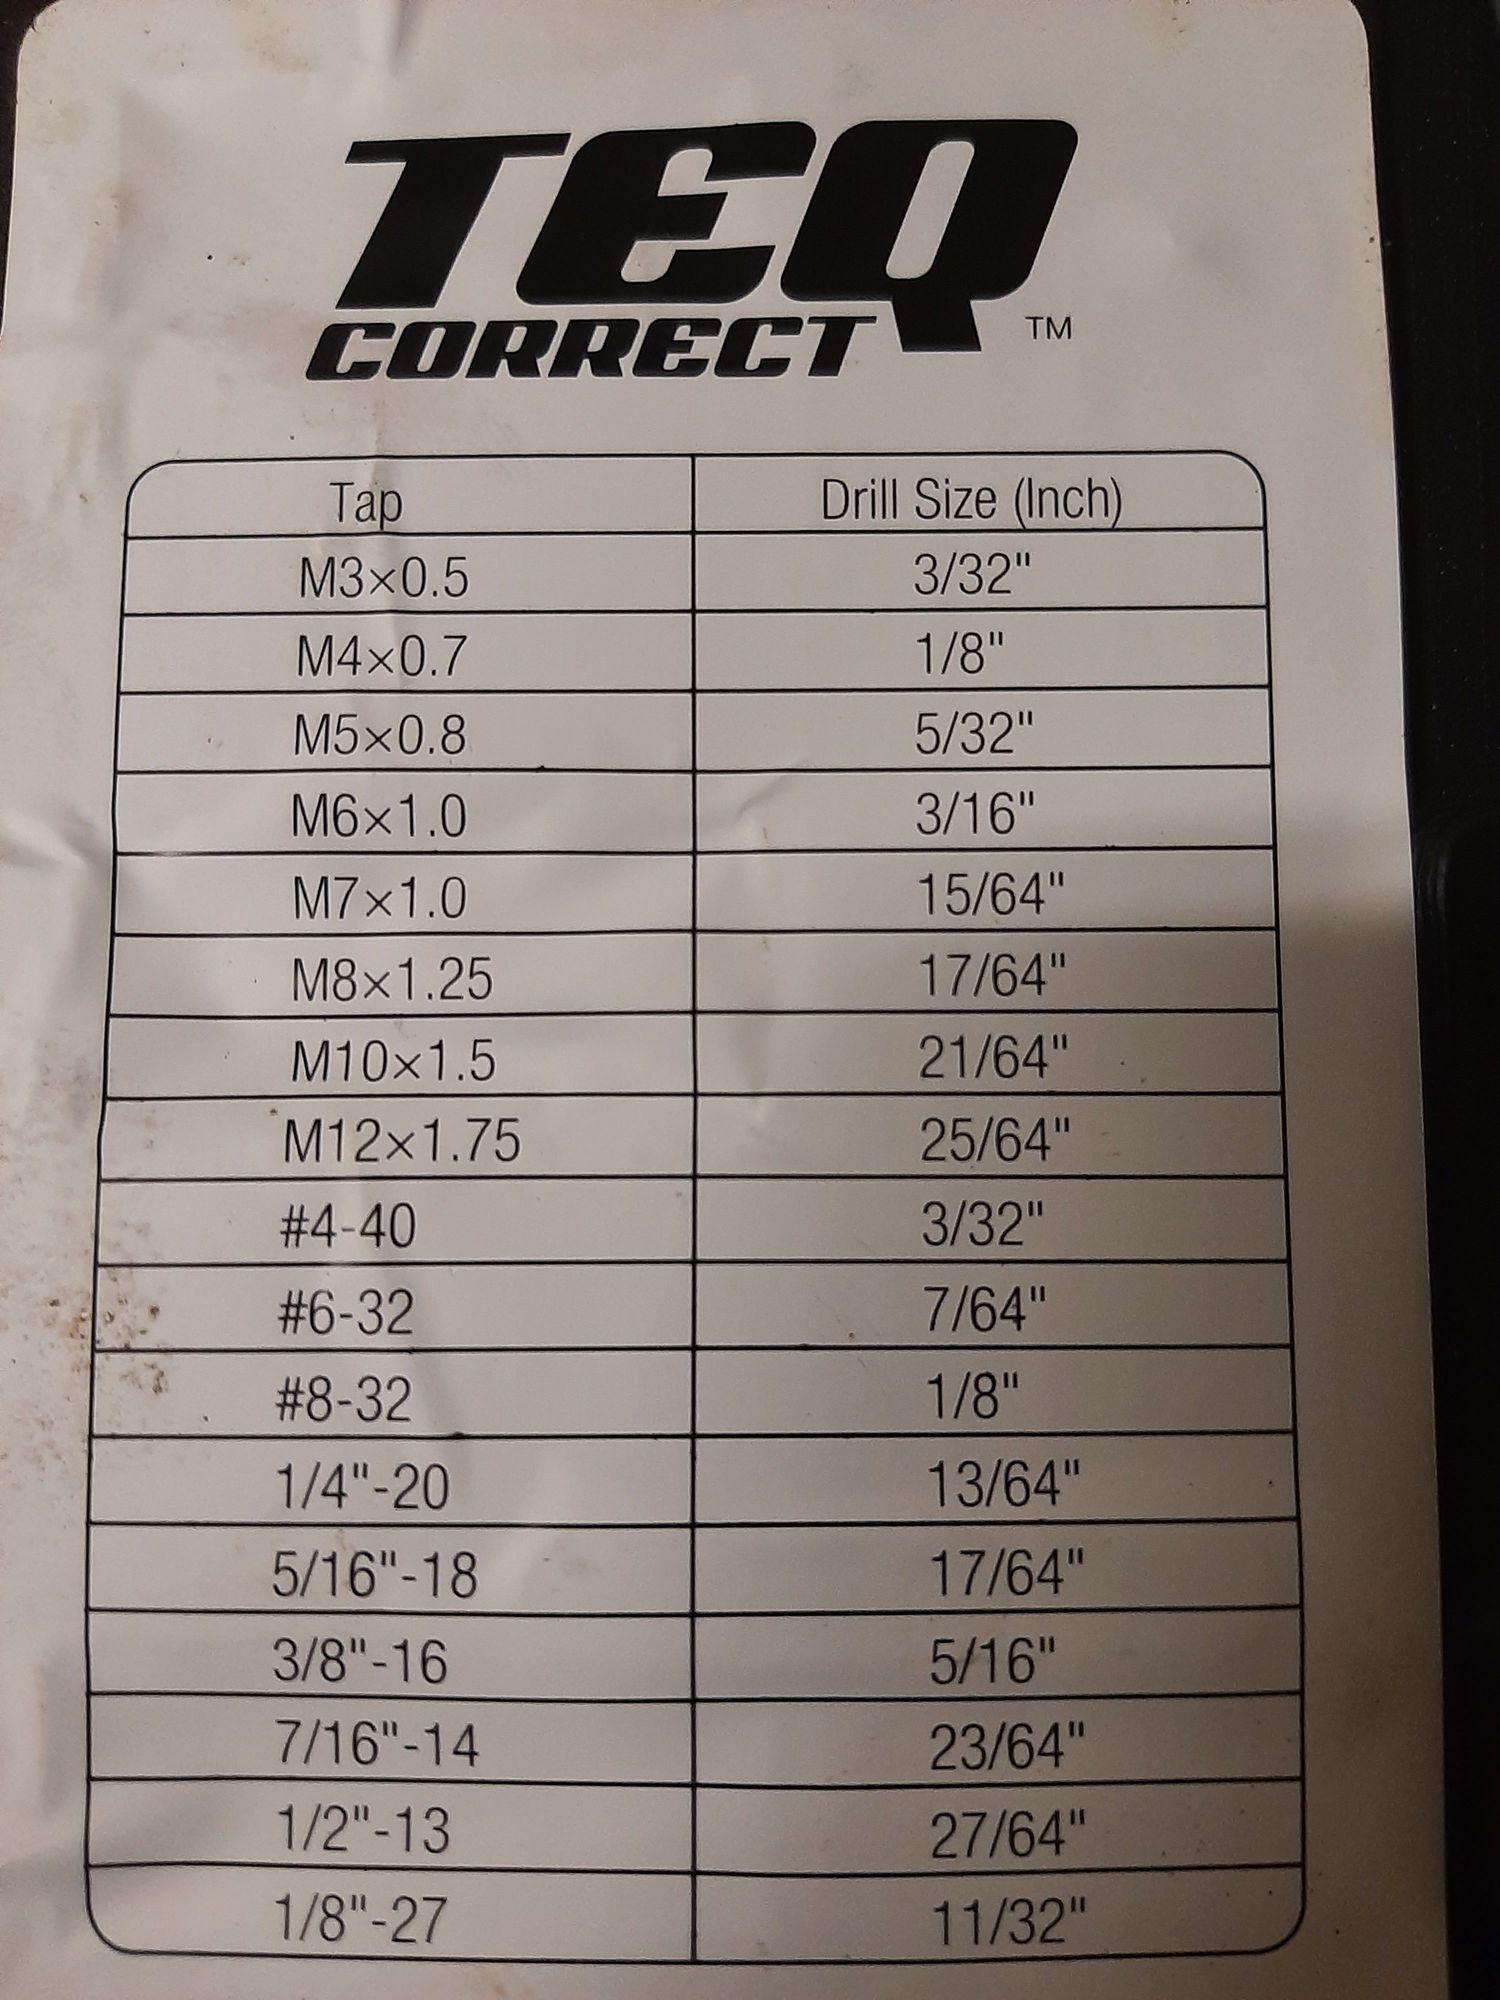 TEQ
CORRECT ™
Tap Drill Size (Inch)
M3×0.5 3/32"
M4×0.7 1/8"
M5×0.8 5/32"
M6×1.0 3/16"
M7×1.0 15/64"
M8×1.25 17/64"
M10×1.5 21/64"
M12×1.75 25/64"
#4-40 3/32"
#6-32 7/64"
#8-32 1/8"
1/4"-20 13/64"
5/16"-18 17/64"
3/8"-16 5/16"
7/16"-14 23/64"
1/2"-13 27/64"
1/8"-27 11/32"